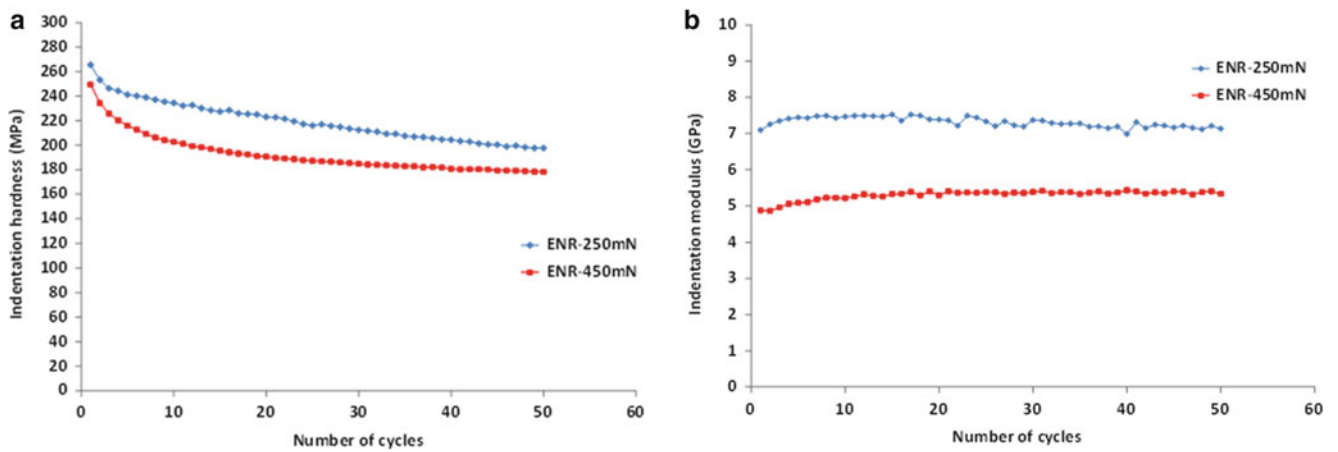 a
300
280
260
240
220
200
180
160
140
120
100
80
60
40
20
0
Indentation hardness (MPa)
ENR-250mN
ENR-450mN
0 10 20 30 40 50 60
Number of cycles
b
10
9
8
7
6
5
4
3
2
1
0
Indentation modulus (GPa)
ENR-250mN
ENR-450mN
0 10 20 30 40 50 60
Number of cycles